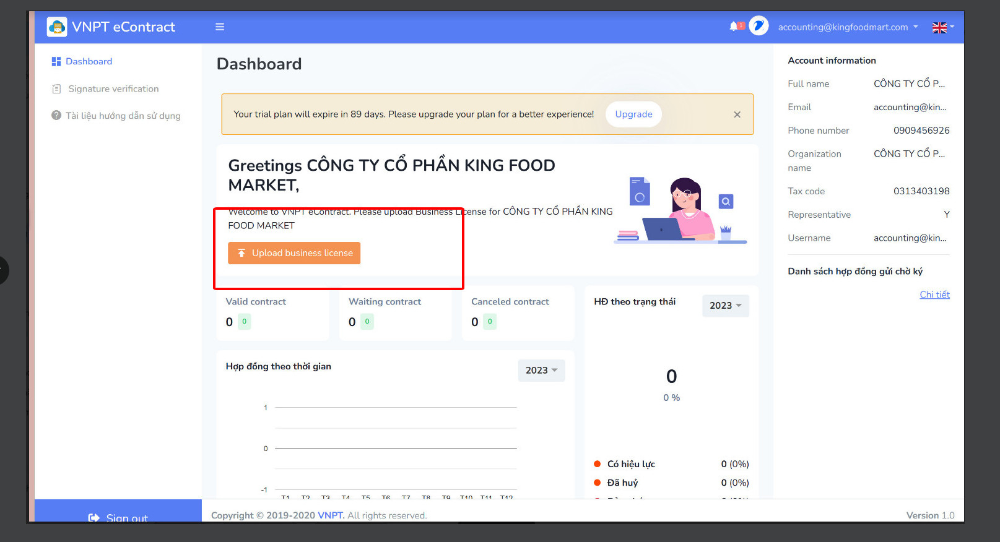 VNPT eContract
1
accounting@kingfoodmart.com
Dashboard
Signature verification
Tài liệu hướng dẫn sử dụng
Dashboard
Your trial plan will expire in 89 days. Please upgrade your plan for a better experience!
Upgrade
Greetings CÔNG TY CỔ PHẦN KING FOOD
MARKET,
Welcome to VNPT eContract. Please upload Business License for CÔNG TY CỔ PHẦN KING
FOOD MARKET
Upload business license
Valid contract
0 0
Waiting contract
0 0
Canceled contract
0 0
Hợp đồng theo thời gian
2023
1
0
-1
T1 T2 T3 T4 T5 T6 T7 T8 T9 T10 T11 T12
HĐ theo trạng thái
2023
0
0 %
Có hiệu lực 0 (0%)
Đã huỷ 0 (0%)
Account information
Full name CÔNG TY CỔ P...
Email accounting@kin...
Phone number 0909456926
Organization name CÔNG TY CỔ P...
Tax code 0313403198
Representative Y
Username accounting@kin...
Danh sách hợp đồng gửi chờ ký
Chi tiết
Sign out
Copyright © 2019-2020 VNPT. All rights reserved.
Version 1.0